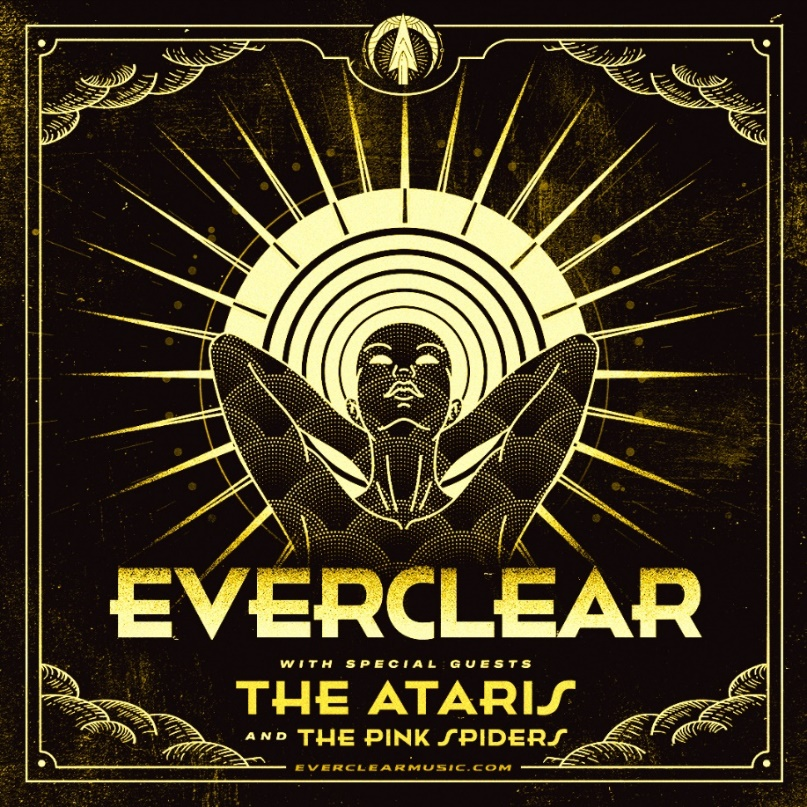 EVERCLEAR
WITH SPECIAL GUESTS
THE ATARIS
AND THE PINK SPIDERS
EVERCLEARMUSIC.COM